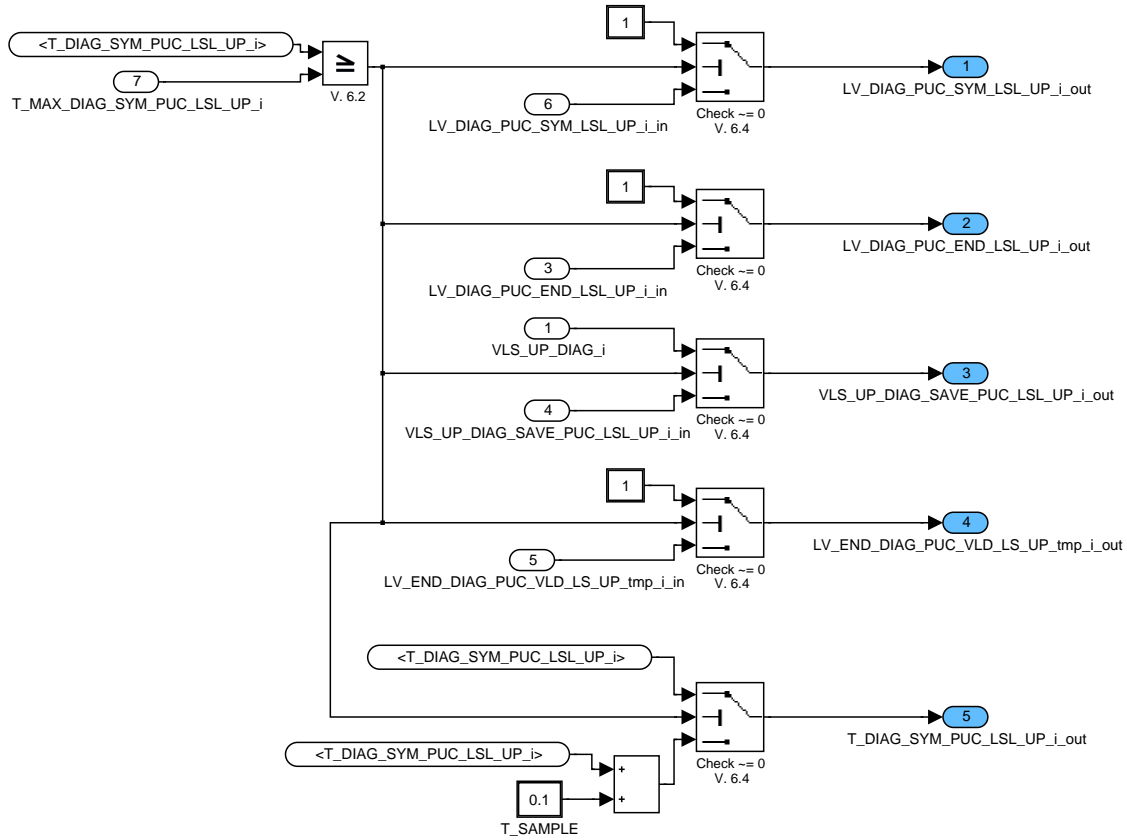 1
<T_DIAG_SYM_PUC_LSL_UP_i>
≥
7
V. 6.2
T_MAX_DIAG_SYM_PUC_LSL_UP_i
1
LV_DIAG_PUC_SYM_LSL_UP_i_out
6
LV_DIAG_PUC_SYM_LSL_UP_i_in
Check ~= 0
V. 6.4
1
2
LV_DIAG_PUC_END_LSL_UP_i_out
3
LV_DIAG_PUC_END_LSL_UP_i_in
Check ~= 0
V. 6.4
1
VLS_UP_DIAG_i
3
VLS_UP_DIAG_SAVE_PUC_LSL_UP_i_out
4
VLS_UP_DIAG_SAVE_PUC_LSL_UP_i_in
Check ~= 0
V. 6.4
1
4
LV_END_DIAG_PUC_VLD_LS_UP_tmp_i_out
5
LV_END_DIAG_PUC_VLD_LS_UP_tmp_i_in
Check ~= 0
V. 6.4
<T_DIAG_SYM_PUC_LSL_UP_i>
5
T_DIAG_SYM_PUC_LSL_UP_i_out
<T_DIAG_SYM_PUC_LSL_UP_i>
Check ~= 0
V. 6.4
+
+
0.1
T_SAMPLE